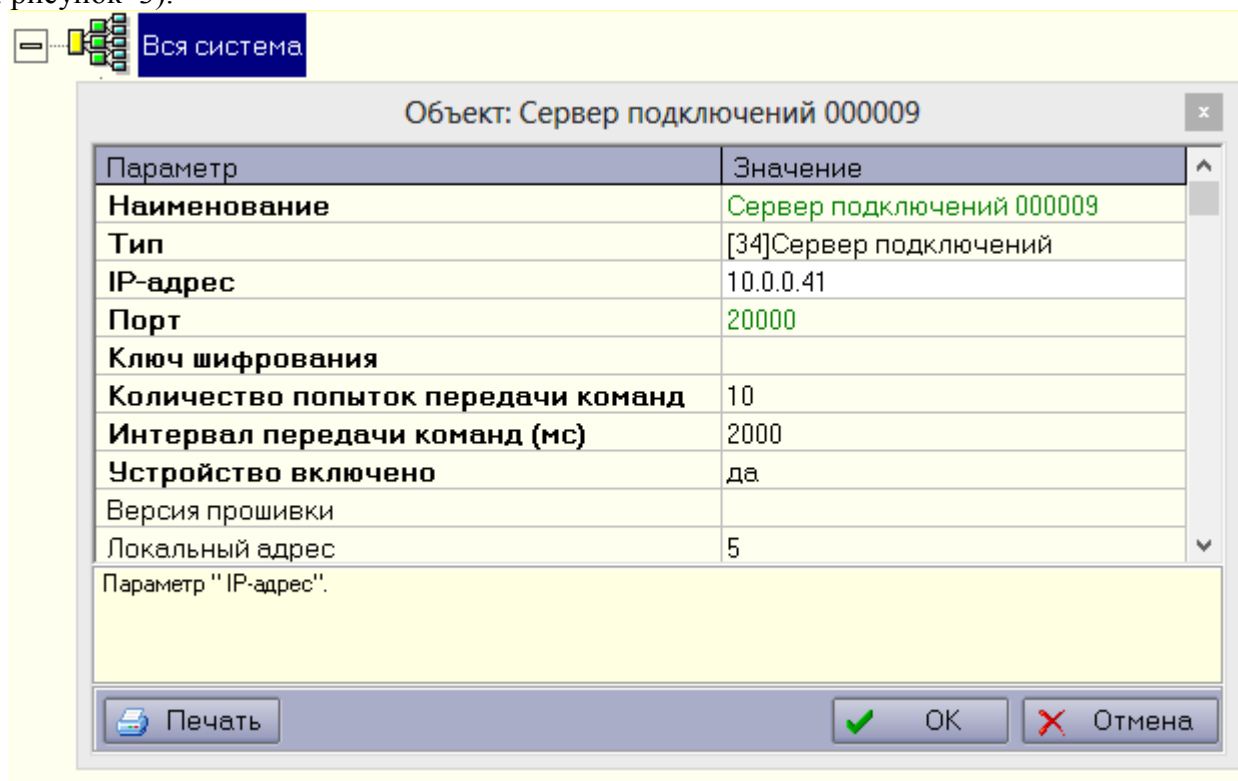 рисунок 3).
Вся система
Объект: Сервер подключений 000009
x
Параметр Значение
Наименование Сервер подключений 000009
Тип [34]Сервер подключений
IP-адрес 10.0.0.41
Порт 20000
Ключ шифрования
Количество попыток передачи команд 10
Интервал передачи команд (мс) 2000
Устройство включено да
Версия прошивки
Локальный адрес 5
Параметр " IP-адрес".
Печать OK Отмена